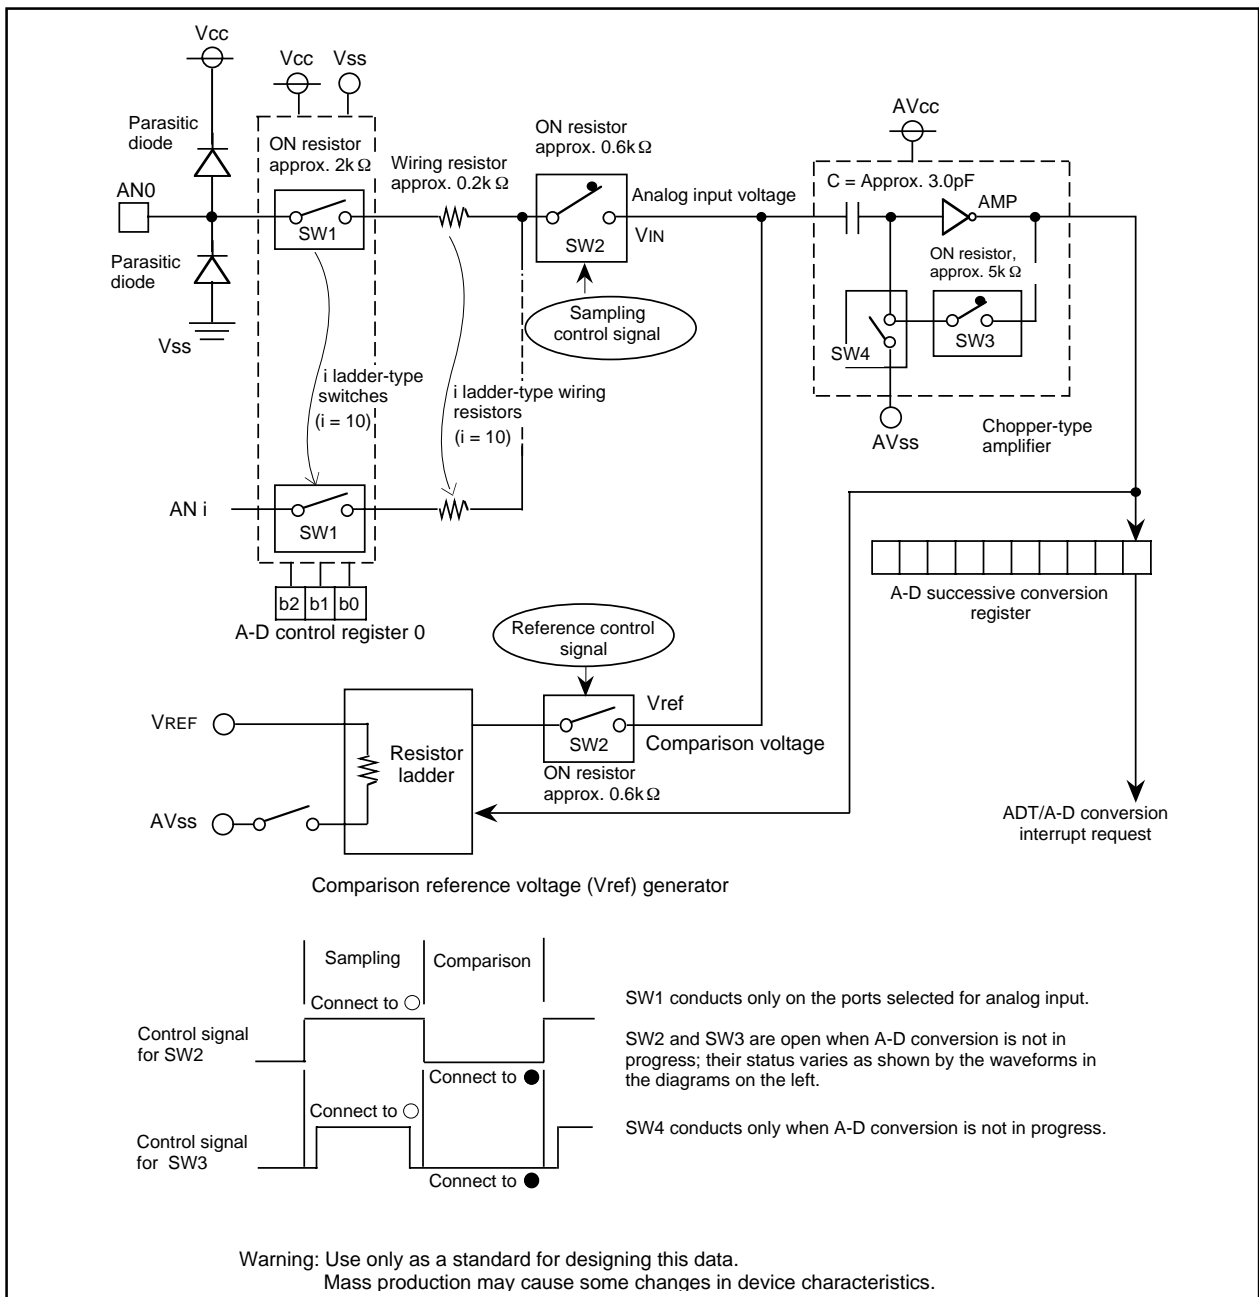 Vcc
Vcc
Vss
AVcc
Parasitic
diode
ON resistor
approx. 2k Ω
Wiring resistor
approx. 0.2k Ω
ON resistor
approx. 0.6k Ω
C = Approx. 3.0pF
AN0
SW1
Analog input voltage
AMP
SW2
VIN
Parasitic
diode
ON resistor,
approx. 5k Ω
Vss
Sampling
control signal
SW4
SW3
i ladder-type
switches
(i = 10)
i ladder-type wiring
resistors
(i = 10)
AVss
Chopper-type
amplifier
AN i
SW1
b2 b1 b0
A-D control register 0
A-D successive conversion
register
Reference control
signal
VREF
Resistor
ladder
Vref
SW2
Comparison voltage
ON resistor
approx. 0.6k Ω
AVss
ADT/A-D conversion
interrupt request
Comparison reference voltage (Vref) generator
Sampling
Comparison
Connect to ○
Control signal
for SW2
Connect to ●
Connect to ○
Control signal
for SW3
Connect to ●
SW1 conducts only on the ports selected for analog input.
SW2 and SW3 are open when A-D conversion is not in
progress; their status varies as shown by the waveforms in
the diagrams on the left.
SW4 conducts only when A-D conversion is not in progress.
Warning: Use only as a standard for designing this data.
Mass production may cause some changes in device characteristics.